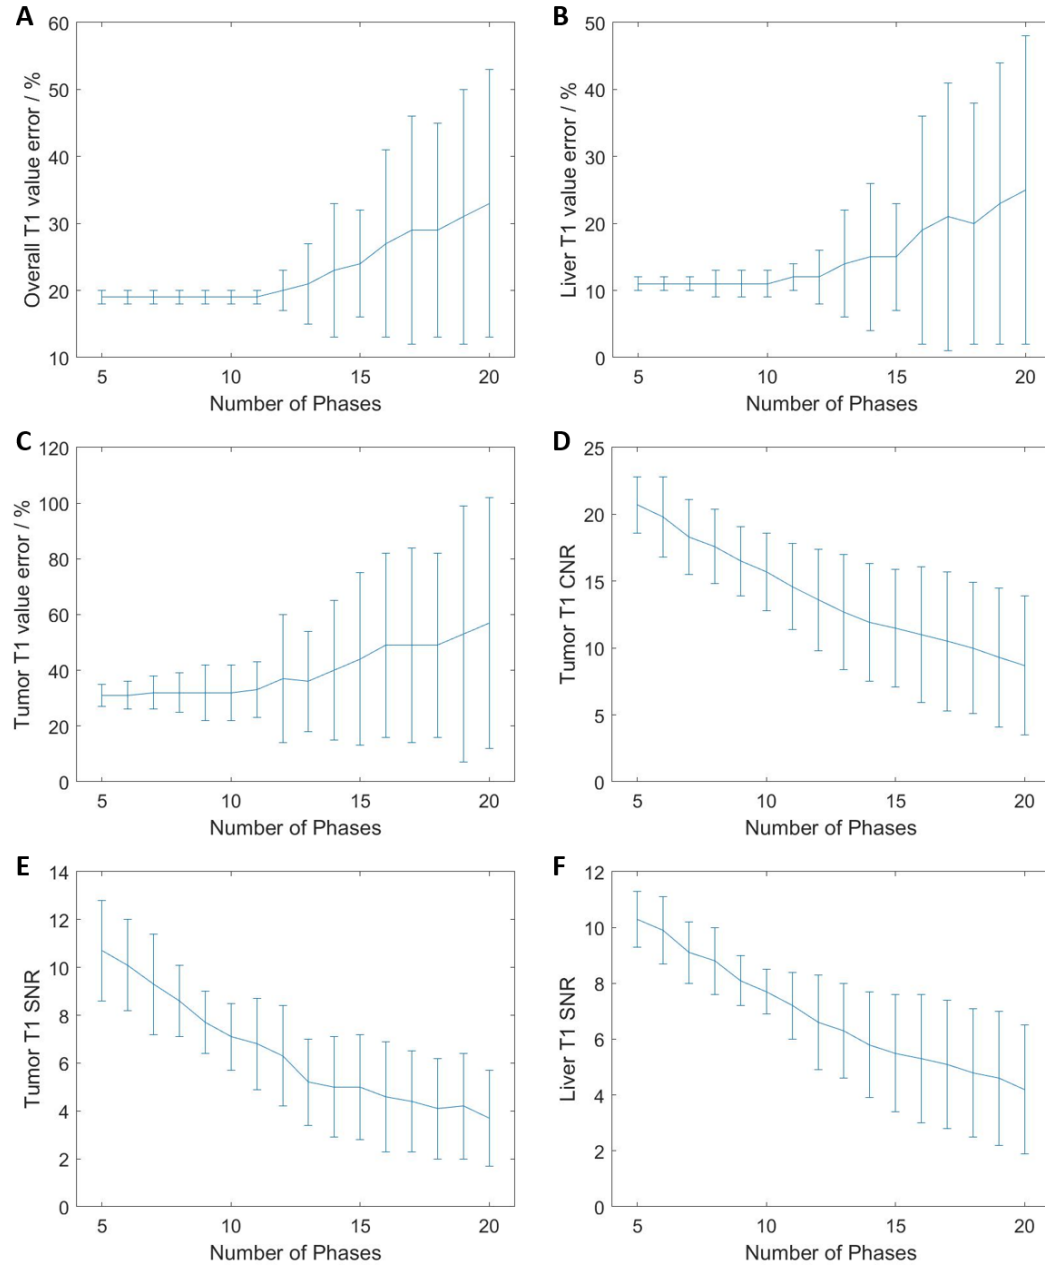 A
Overall T1 value error / %
60
50
40
30
20
10
5 10 15 20
Number of Phases
B
Liver T1 value error / %
50
40
30
20
10
0
5 10 15 20
Number of Phases
C
Tumor T1 value error / %
120
100
80
60
40
20
0
5 10 15 20
Number of Phases
D
Tumor T1 CNR
25
20
15
10
5
0
5 10 15 20
Number of Phases
E
Tumor T1 SNR
14
12
10
8
6
4
2
0
5 10 15 20
Number of Phases
F
Liver T1 SNR
12
10
8
6
4
2
0
5 10 15 20
Number of Phases